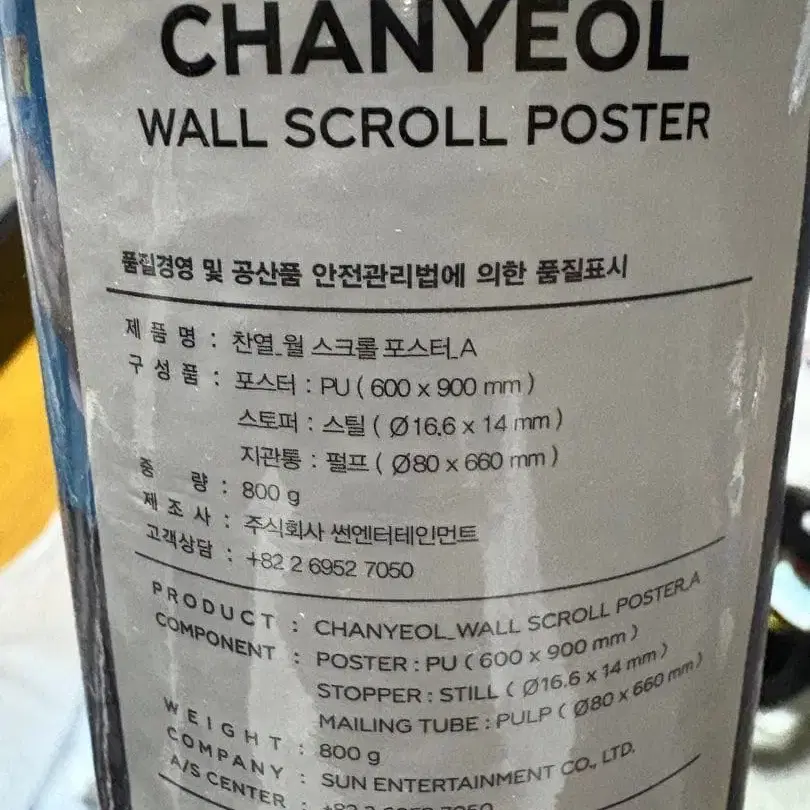 CHANYEOL
WALL SCROLL POSTER
품질경영 및 공산품 안전관리법에 의한 품질표시
제 품 명 : 찬열_월 스크롤 포스터_A
구 성 품 : 포스터 : PU ( 600 x 900 mm )
스토퍼 : 스틸 ( Ø16.6 x 14 mm )
지관통 : 펄프 ( Ø80 x 660 mm )
중 량 : 800 g
제 조 사 : 주식회사 썬엔터테인먼트
고객상담 : +82 2 6952 7050
PRODUCT : CHANYEOL_WALL SCROLL POSTER_A
COMPONENT : POSTER : PU ( 600 x 900 mm )
STOPPER : STILL ( Ø16.6 x 14 mm )
MAILING TUBE : PULP ( Ø80 x 660 mm )
WEIGHT : 800 g
COMPANY : SUN ENTERTAINMENT CO., LTD.
A/S CENTER : +82 2 6952 7050